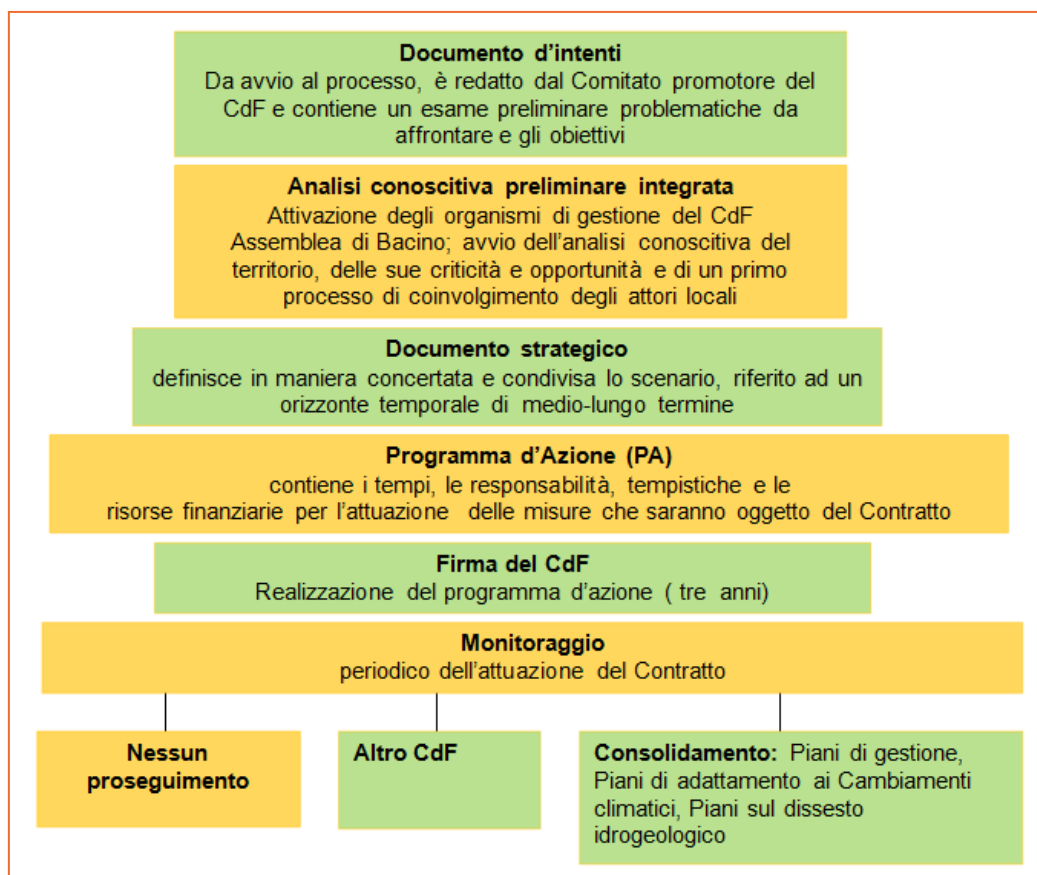 Documento d'intenti
Da avvio al processo, è redatto dal Comitato promotore del
CdF e contiene un esame preliminare problematiche da
affrontare e gli obiettivi
Analisi conoscitiva preliminare integrata
Attivazione degli organismi di gestione del CdF
Assemblea di Bacino; avvio dell'analisi conoscitiva del
territorio, delle sue criticità e opportunità e di un primo
processo di coinvolgimento degli attori locali
Documento strategico
definisce in maniera concertata e condivisa lo scenario, riferito ad un
orizzonte temporale di medio-lungo termine
Programma d'Azione (PA)
contiene i tempi, le responsabilità, tempistiche e le
risorse finanziarie per l'attuazione delle misure che saranno oggetto del Contratto
Firma del CdF
Realizzazione del programma d'azione ( tre anni)
Monitoraggio
periodico dell'attuazione del Contratto
Nessun
proseguimento
Altro CdF
Consolidamento: Piani di gestione,
Piani di adattamento ai Cambiamenti
climatici, Piani sul dissesto
idrogeologico